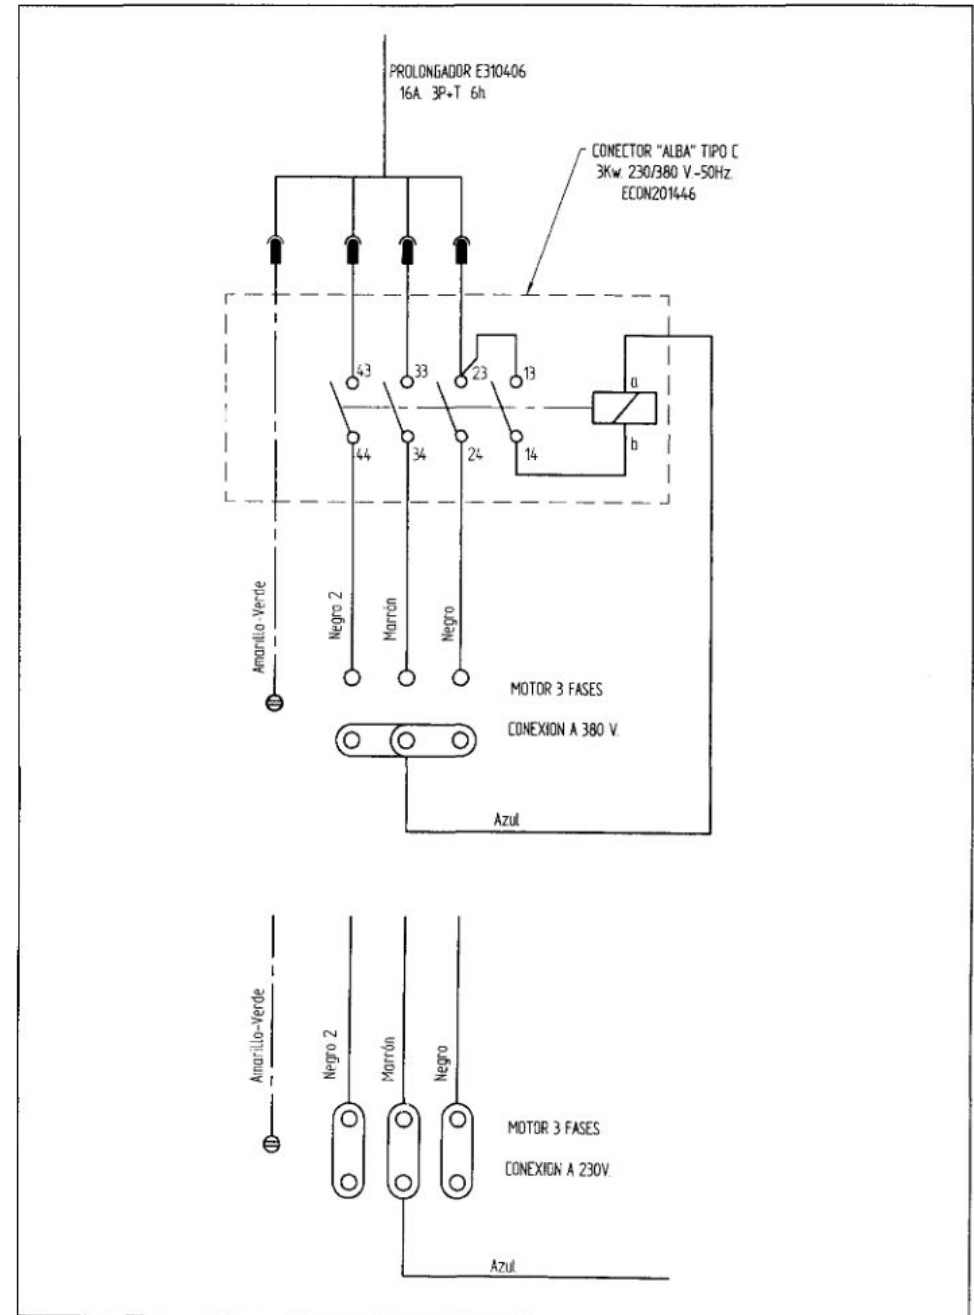 PROLONGADOR E310406
16A. 3P+T 6h
CONECTOR "ALBA" TIPO C
3Kw. 230/380 V.-50Hz.
ECON201446
43
33
23
13
a
44
34
24
14
b
Amarillo-Verde
Negro 2
Marrón
Negro
MOTOR 3 FASES
CONEXION A 380 V.
Azul
Amarillo-Verde
Negro 2
Marrón
Negro
MOTOR 3 FASES
CONEXION A 230V.
Azul